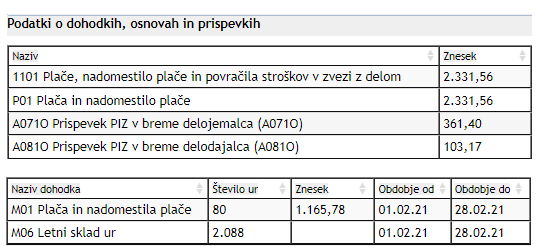 Podatki o dohodkih, osnovah in prispevkih
Naziv Znesek
1101 Plače, nadomestilo plače in povračila stroškov v zvezi z delom 2.331,56
P01 Plača in nadomestilo plače 2.331,56
A071O Prispevek PIZ v breme delojemalca (A071O) 361,40
A081O Prispevek PIZ v breme delodajalca (A081O) 103,17
Naziv dohodka Število ur Znesek Obdobje od Obdobje do
M01 Plača in nadomestila plače 80 1.165,78 01.02.21 28.02.21
M06 Letni sklad ur 2.088 01.02.21 28.02.21